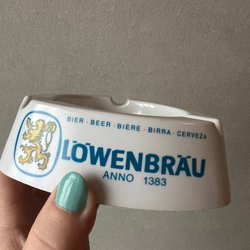 BIER · BEER · BIÈRE · BIRRA · CERVEZA
LÖWENBRÄU
ANNO 1383